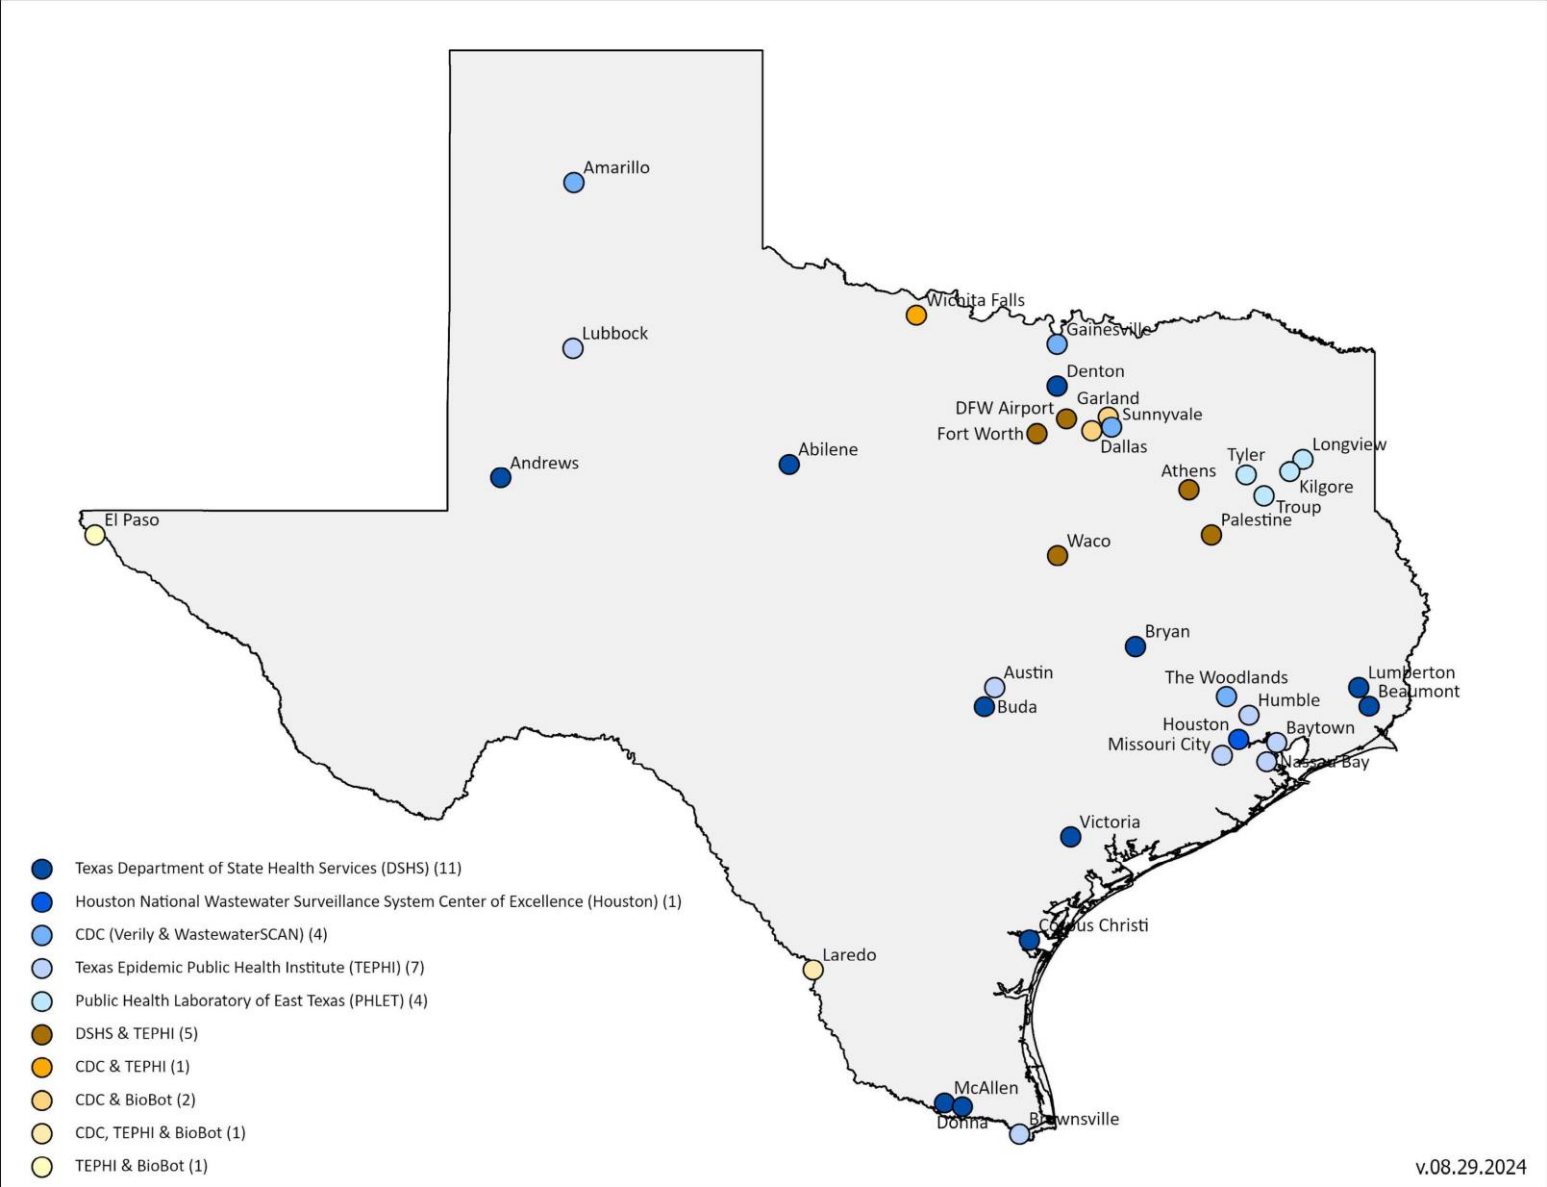 Amarillo
Wichita Falls
Lubbock
Gainesville
Denton
Garland
DFW Airport
Sunnyvale
Fort Worth
Dallas
Longview
Abilene
Tyler
Andrews
Athens
Kilgore
Troup
El Paso
Palestine
Waco
Bryan
Austin
The Woodlands
Lumberton
Beaumont
Humble
Buda
Houston
Baytown
Missouri City
Nassau Bay
Victoria
Texas Department of State Health Services (DSHS) (11)
Houston National Wastewater Surveillance System Center of Excellence (Houston) (1)
CDC (Verily & WastewaterSCAN) (4)
Texas Epidemic Public Health Institute (TEPHI) (7)
Public Health Laboratory of East Texas (PHLET) (4)
DSHS & TEPHI (5)
CDC & TEPHI (1)
CDC & BioBot (2)
CDC, TEPHI & BioBot (1)
TEPHI & BioBot (1)
Corpus Christi
Laredo
McAllen
Donna
Brownsville
v.08.29.2024